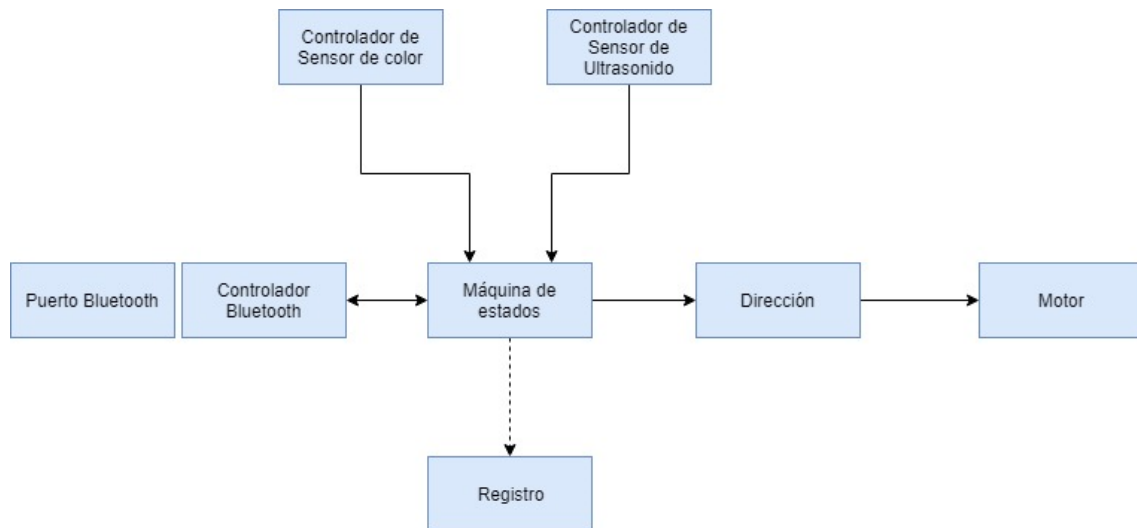 Controlador de
Sensor de color
Controlador de
Sensor de
Ultrasonido
Puerto Bluetooth
Controlador
Bluetooth
Máquina de
estados
Dirección
Motor
Registro